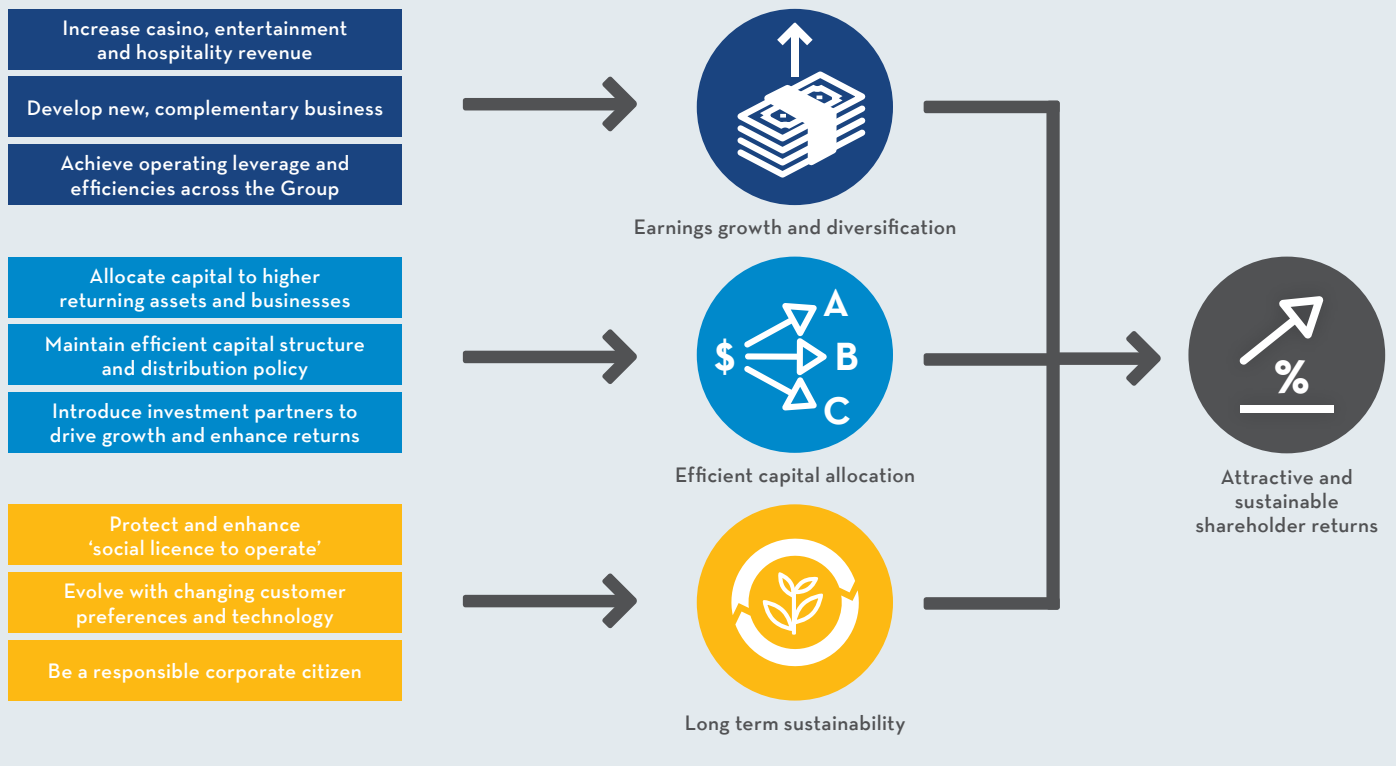 Increase casino, entertainment
and hospitality revenue
Develop new, complementary business
Achieve operating leverage and
efficiencies across the Group
Earnings growth and diversification
Allocate capital to higher
returning assets and businesses
Maintain efficient capital structure
and distribution policy
Introduce investment partners to
drive growth and enhance returns
$
A
B
C
Efficient capital allocation
Protect and enhance
‘social licence to operate’
Evolve with changing customer
preferences and technology
Be a responsible corporate citizen
Long term sustainability
%
Attractive and
sustainable
shareholder returns